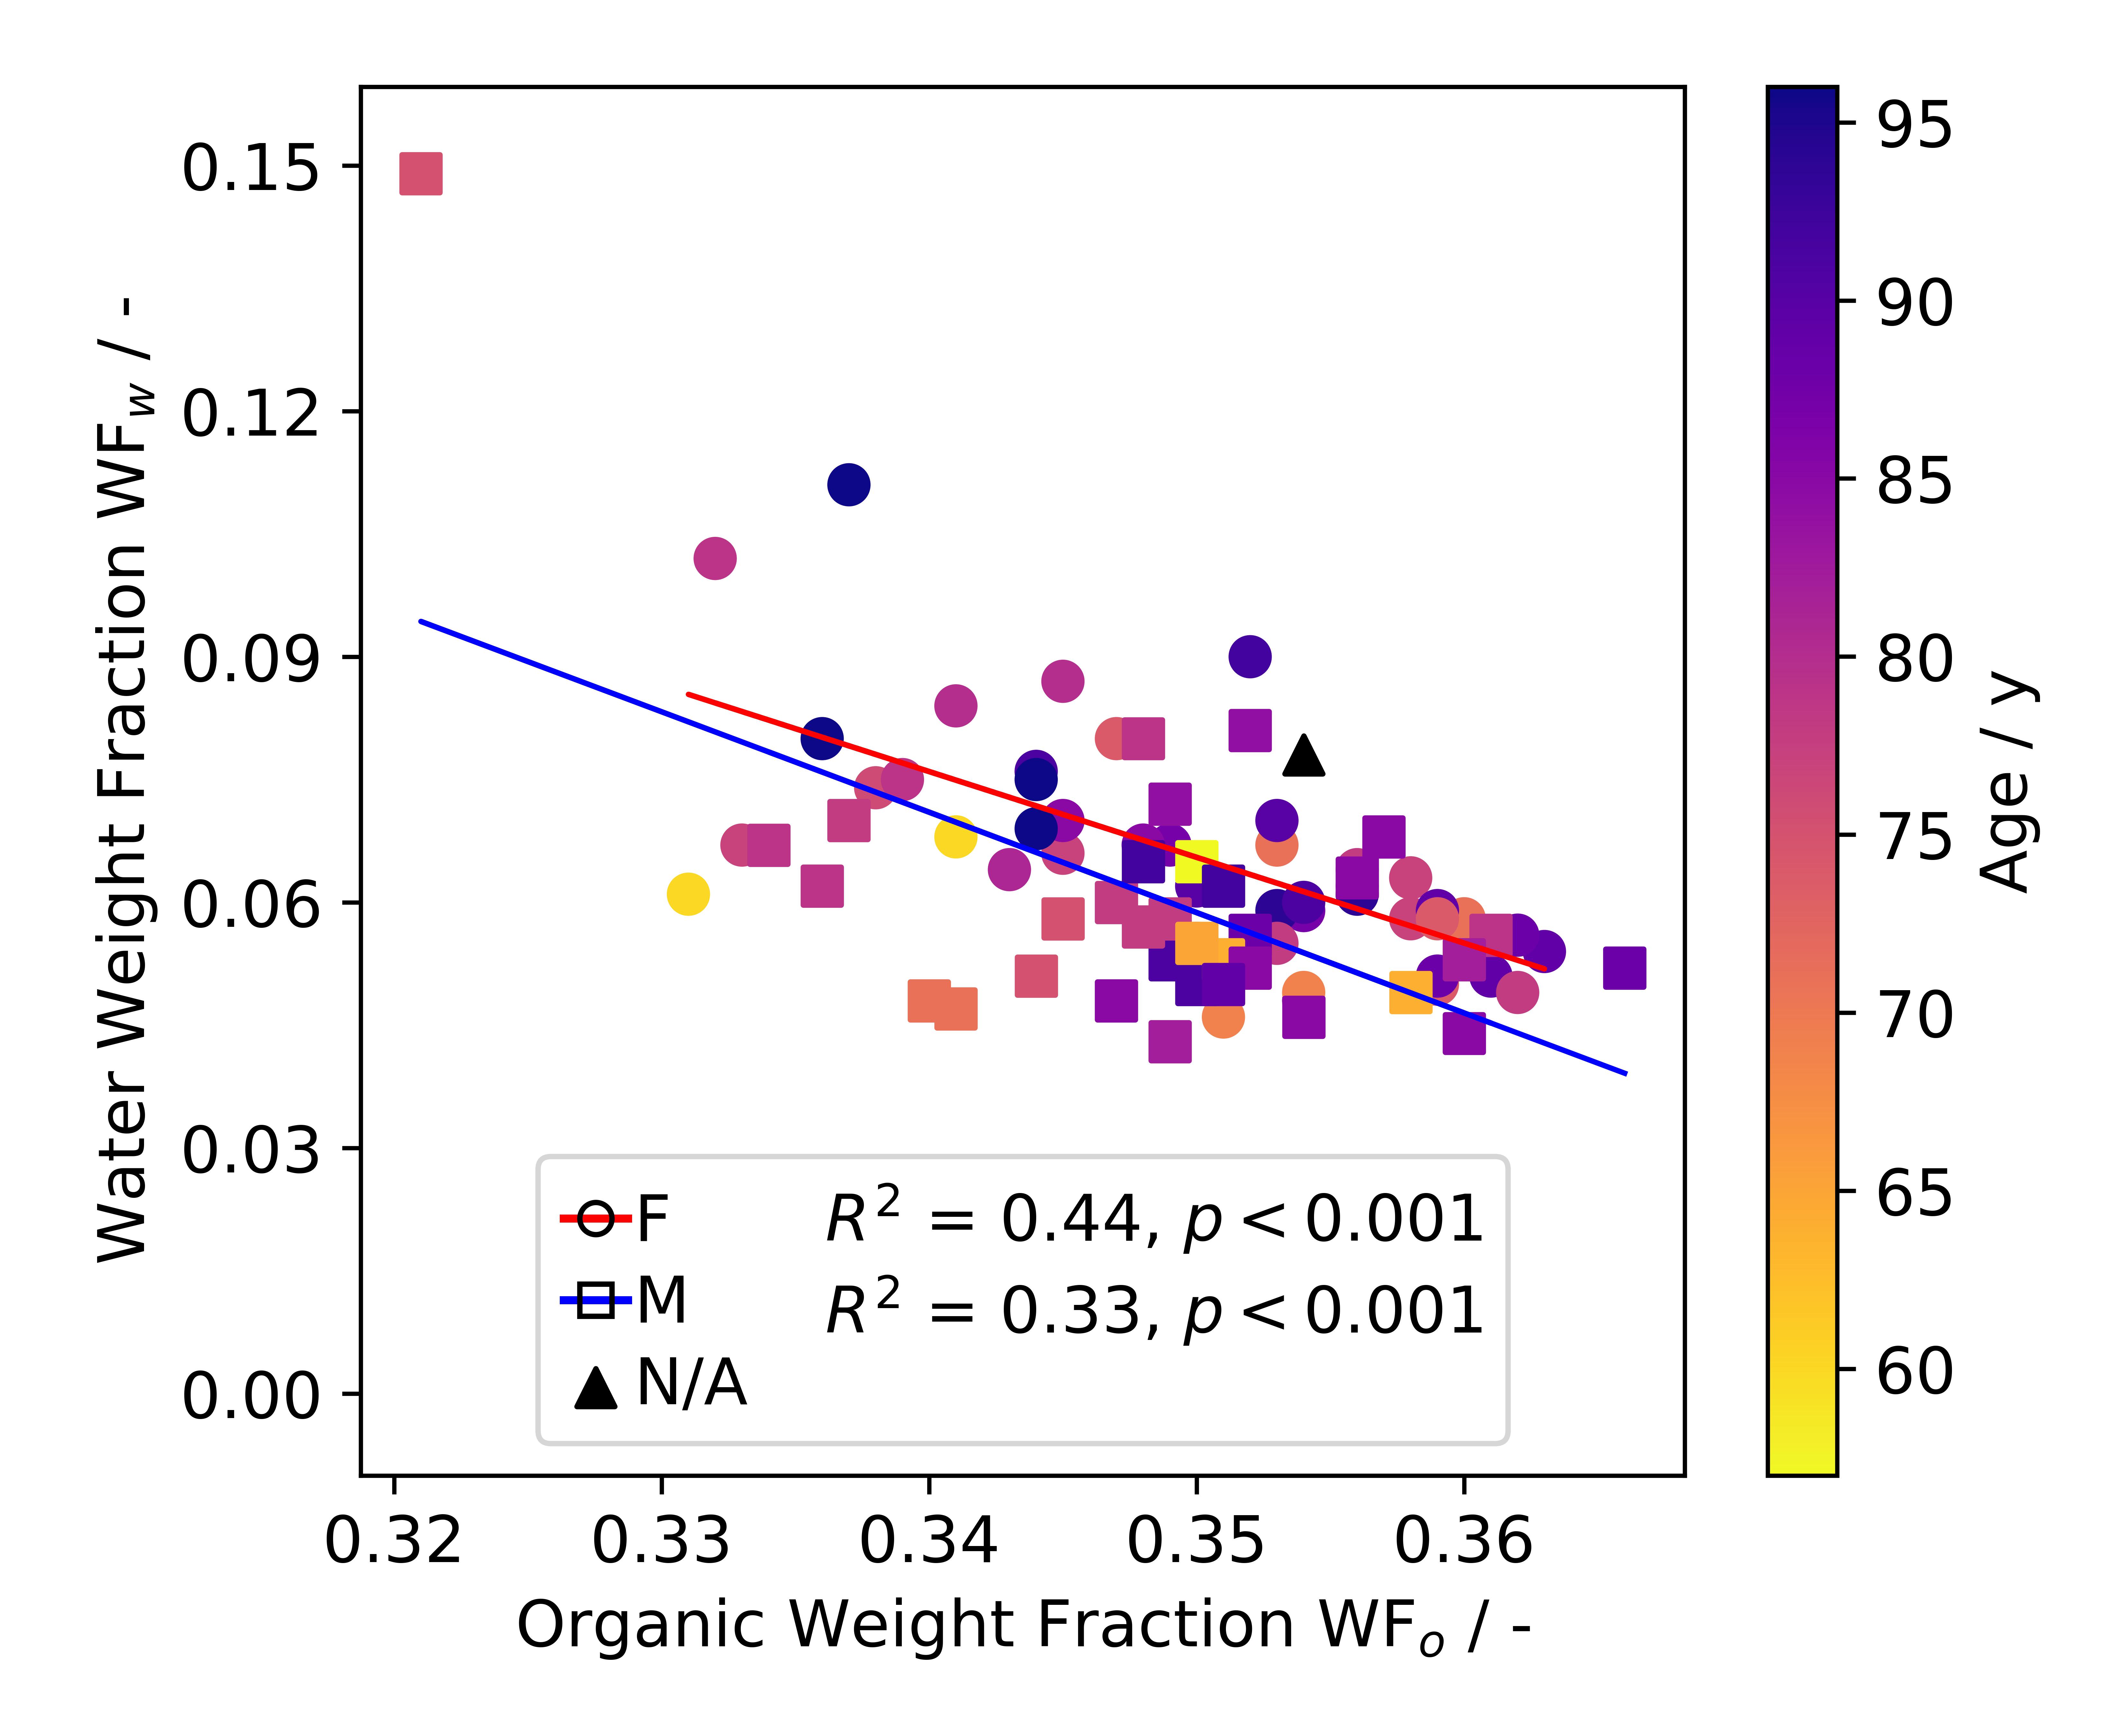 0.15
0.12
0.09
0.06
0.03
0.00
Water Weight Fraction WF_w / -
F R² = 0.44, p < 0.001
M R² = 0.33, p < 0.001
N/A
0.32 0.33 0.34 0.35 0.36
Organic Weight Fraction WF_o / -
95
90
85
80
75
70
65
60
Age / y